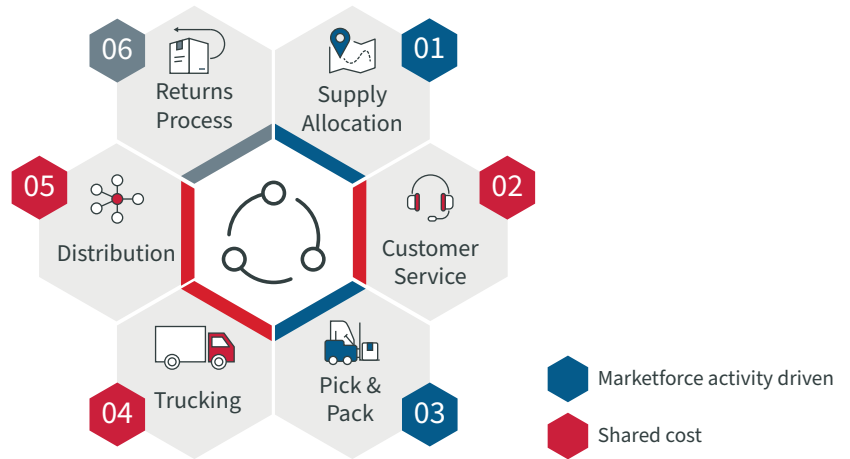 01
Supply
Allocation
02
Customer
Service
03
Pick &
Pack
04
Trucking
05
Distribution
06
Returns
Process
Marketforce activity driven
Shared cost